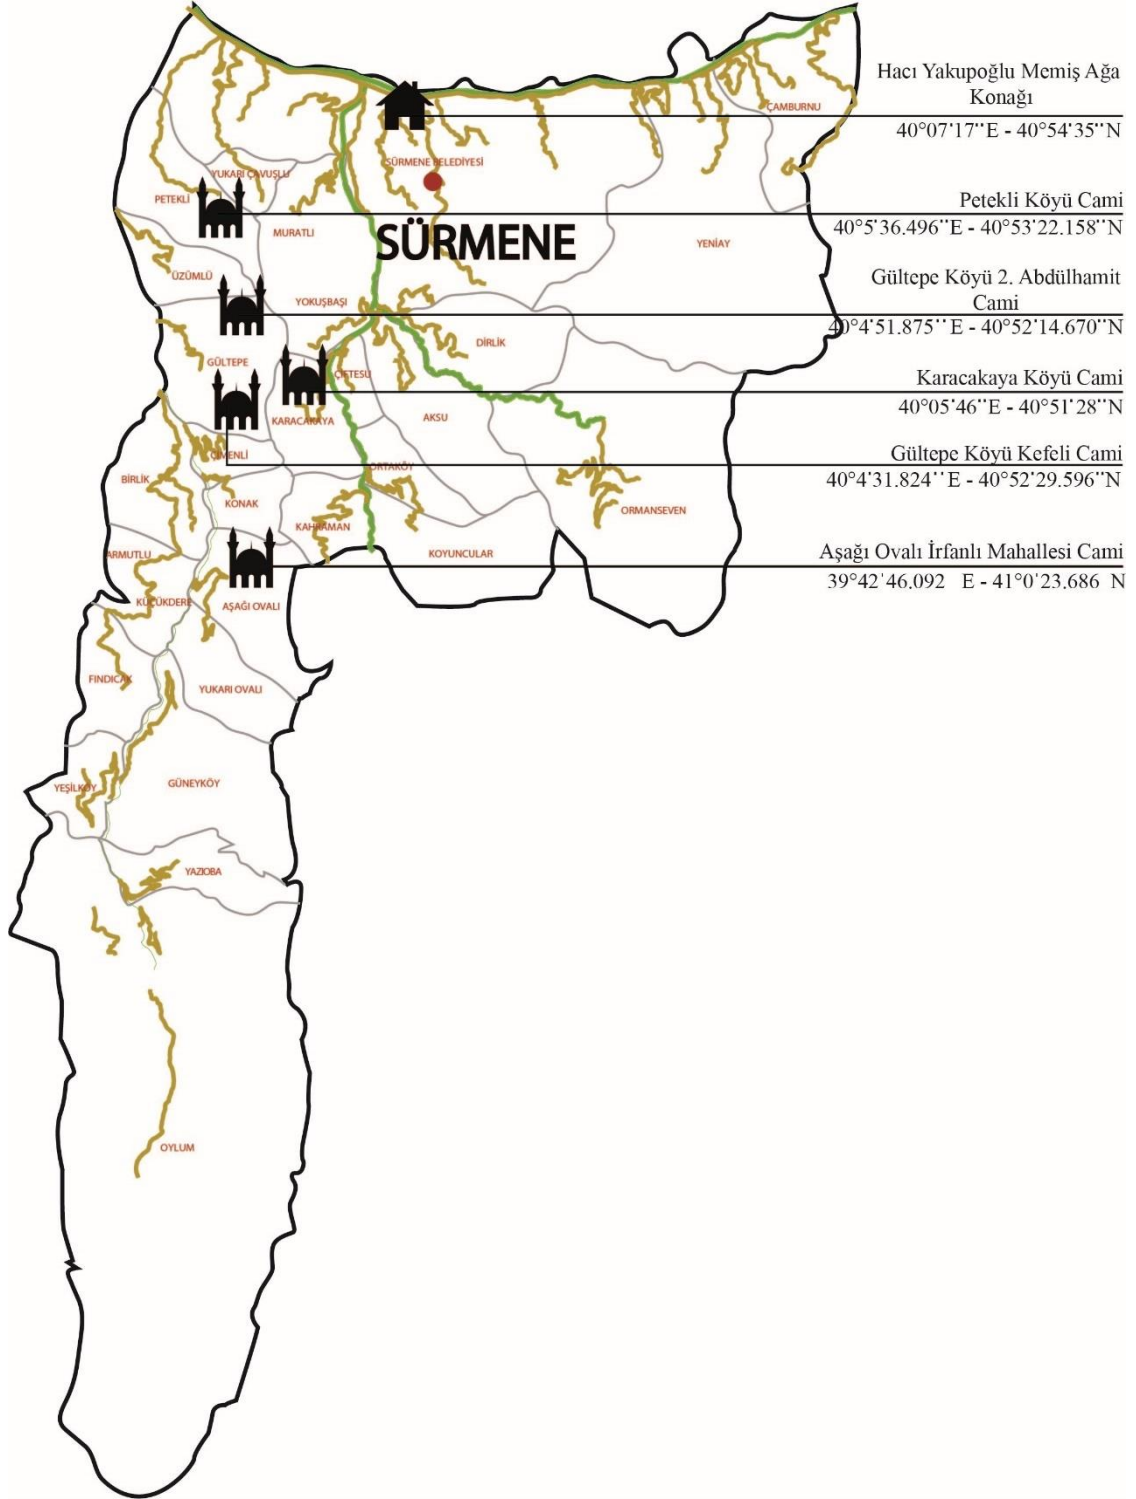 Hacı Yakupoğlu Memiş Ağa
Konağı
40°07'17''E - 40°54'35''N
ÇAMBURNU
SÜRMENE BELEDİYESİ
YUKARI ÇAVUŞLU
PETEKLİ
Petekli Köyü Cami
40°5'36.496''E - 40°53'22.158''N
MURATLI
SÜRMENE
YENİAY
ÜZÜMLÜ
Gültepe Köyü 2. Abdülhamit
Cami
40°4'51.875''E - 40°52'14.670''N
YOKUŞBAŞI
DİRLİK
GÜLTEPE
ÇİFTESU
Karacakaya Köyü Cami
40°05'46''E - 40°51'28''N
KARACAKAYA
AKSU
ÇİMENLİ
Gültepe Köyü Kefeli Cami
40°4'31.824''E - 40°52'29.596''N
ORTAKÖY
BİRLİK
KONAK
ORMANSEVEN
KAHRAMAN
KOYUNCULAR
ARMUTLU
Aşağı Ovalı İrfanlı Mahallesi Cami
39°42'46.092 E - 41°0'23.686 N
KÜÇÜKDERE
AŞAĞI OVALI
FINDICAK
YUKARI OVALI
YEŞİLKÖY
GÜNEYKÖY
YAZIOBA
OYLUM